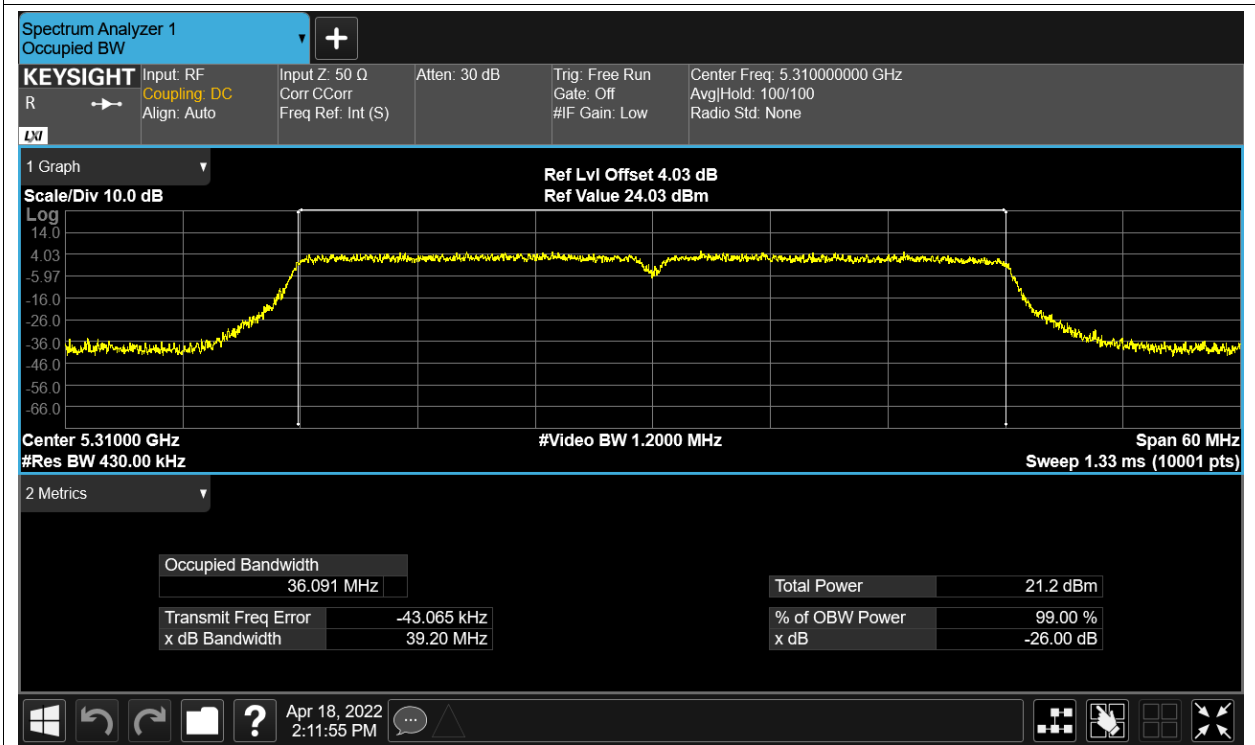 Spectrum Analyzer 1
Occupied BW
KEYSIGHT
R
LXI
Input: RF
Coupling: DC
Align: Auto
Input Z: 50 Ω
Corr CCorr
Freq Ref: Int (S)
Atten: 30 dB
Trig: Free Run
Gate: Off
#IF Gain: Low
Center Freq: 5.310000000 GHz
Avg|Hold: 100/100
Radio Std: None
1 Graph
Scale/Div 10.0 dB
Ref Lvl Offset 4.03 dB
Ref Value 24.03 dBm
Log
14.0
4.03
-5.97
-16.0
-26.0
-36.0
-46.0
-56.0
-66.0
Center 5.31000 GHz
#Video BW 1.2000 MHz
Span 60 MHz
#Res BW 430.00 kHz
Sweep 1.33 ms (10001 pts)
2 Metrics
Occupied Bandwidth
36.091 MHz
Transmit Freq Error -43.065 kHz
x dB Bandwidth 39.20 MHz
Total Power 21.2 dBm
% of OBW Power 99.00 %
x dB -26.00 dB
?
Apr 18, 2022
2:11:55 PM